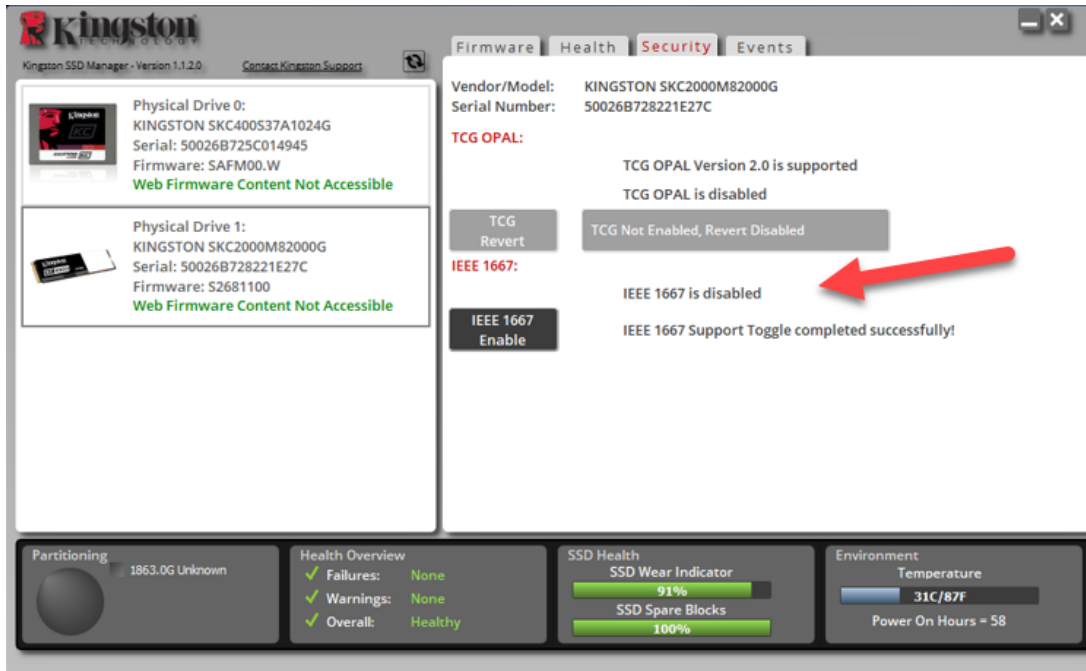 Kingston
TECHNOLOGY
Kingston SSD Manager - Version 1.1.2.0
Contact Kingston Support
Firmware
Health
Security
Events
Physical Drive 0:
KINGSTON SKC400S37A1024G
Serial: 50026B725C014945
Firmware: SAFM00.W
Web Firmware Content Not Accessible
Physical Drive 1:
KINGSTON SKC2000M82000G
Serial: 50026B728221E27C
Firmware: S2681100
Web Firmware Content Not Accessible
Vendor/Model: KINGSTON SKC2000M82000G
Serial Number: 50026B728221E27C
TCG OPAL:
TCG OPAL Version 2.0 is supported
TCG OPAL is disabled
TCG
Revert
TCG Not Enabled, Revert Disabled
IEEE 1667:
IEEE 1667 is disabled
IEEE 1667
Enable
IEEE 1667 Support Toggle completed successfully!
Partitioning
1863.0G Unknown
Health Overview
Failures: None
Warnings: None
Overall: Healthy
SSD Health
SSD Wear Indicator
91%
SSD Spare Blocks
100%
Environment
Temperature
31C/87F
Power On Hours = 58